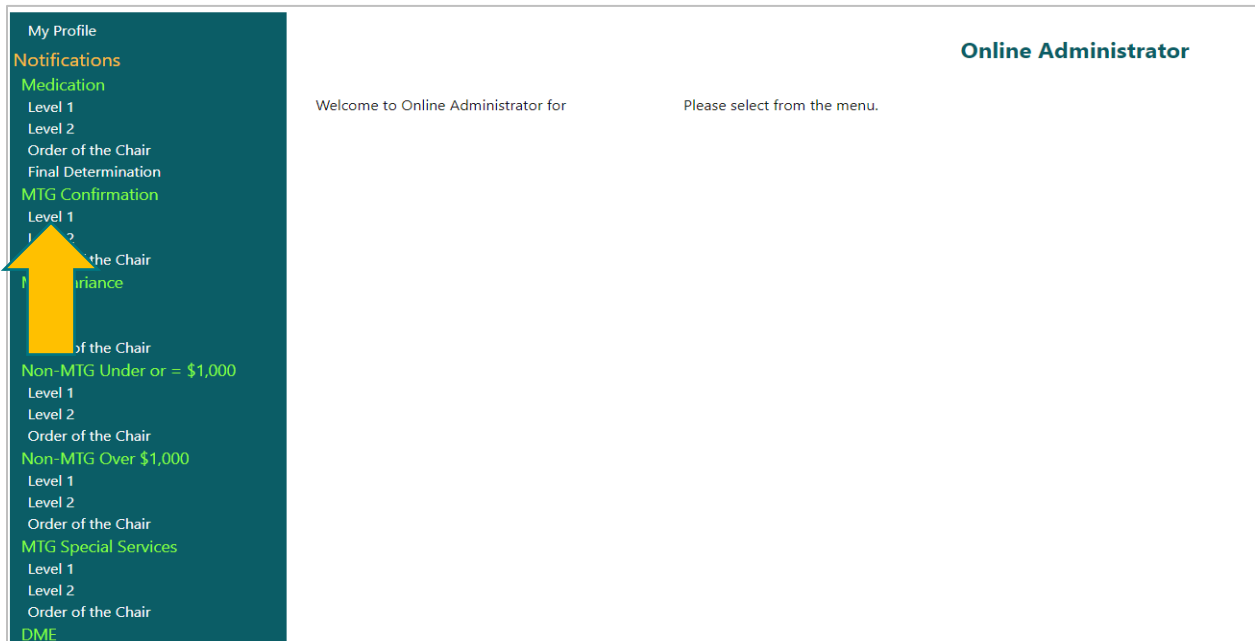 My Profile
Notifications
Medication
Level 1
Level 2
Order of the Chair
Final Determination
MTG Confirmation
Level 1
2
the Chair
riance
of the Chair
Non-MTG Under or = $1,000
Level 1
Level 2
Order of the Chair
Non-MTG Over $1,000
Level 1
Level 2
Order of the Chair
MTG Special Services
Level 1
Level 2
Order of the Chair
DME
Online Administrator
Welcome to Online Administrator for Please select from the menu.